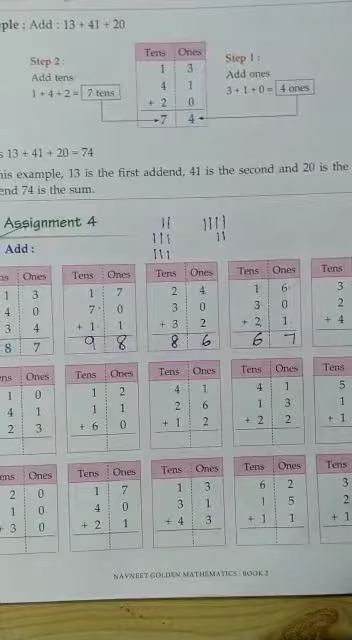 ple : Add : 13 + 41 + 20
Step 2 :
Add tens
1 + 4 + 2 = 7 tens
Tens Ones
1 3
4 1
+ 2 0
7 4
Step 1 :
Add ones
3 + 1 + 0 = 4 ones
s 13 + 41 + 20 = 74
his example, 13 is the first addend, 41 is the second and 20 is the
end 74 is the sum.
Assignment 4
Add :
ns Ones Tens Ones Tens Ones Tens Ones Tens
1 3 1 7 2 4 1 6 3
4 0 7 0 3 0 3 0 2
3 4 + 1 1 + 3 2 + 2 1 + 4
8 7 9 8 8 6 6 7
ens Ones Tens Ones Tens Ones Tens Ones Tens
1 0 1 2 4 1 4 1 5
4 1 1 1 2 6 1 3 1
2 3 + 6 0 + 1 2 + 2 2 + 1
ens Ones Tens Ones Tens Ones Tens Ones Tens
2 0 1 7 1 3 6 2 3
1 0 4 0 3 1 1 5 2
+ 3 0 + 2 1 + 4 3 + 1 1 + 1
NAVNEET GOLDEN MATHEMATICS : BOOK 2